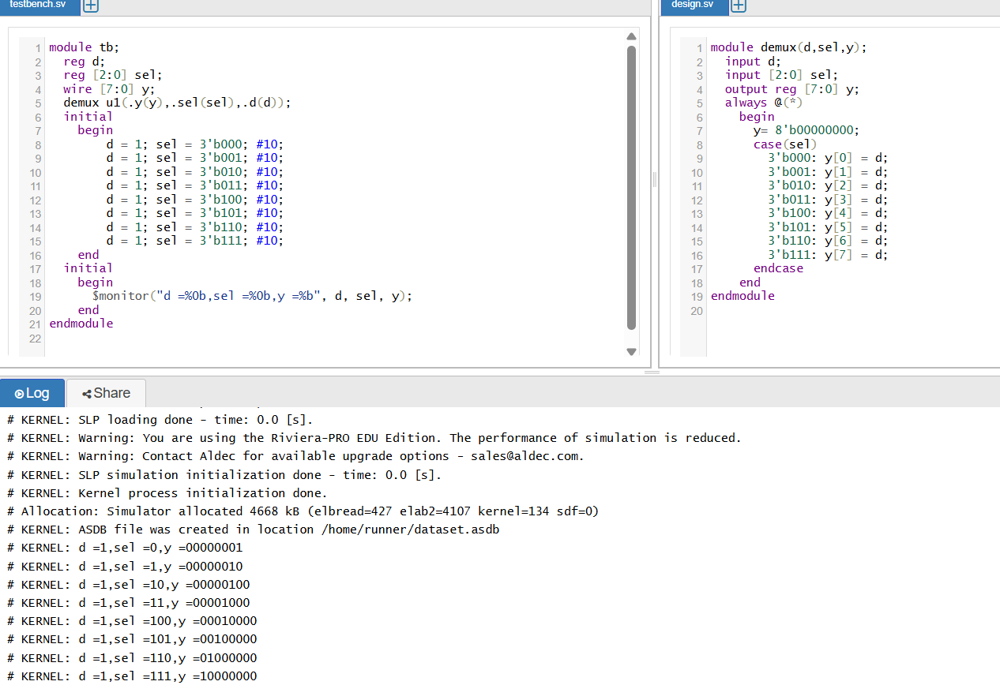 testbench.sv
1 module tb;
2   reg d;
3   reg [2:0] sel;
4   wire [7:0] y;
5   demux u1(.y(y),.sel(sel),.d(d));
6   initial
7     begin
8         d = 1; sel = 3'b000; #10;
9         d = 1; sel = 3'b001; #10;
10         d = 1; sel = 3'b010; #10;
11         d = 1; sel = 3'b011; #10;
12         d = 1; sel = 3'b100; #10;
13         d = 1; sel = 3'b101; #10;
14         d = 1; sel = 3'b110; #10;
15         d = 1; sel = 3'b111; #10;
16     end
17   initial
18     begin
19       $monitor("d =%0b,sel =%0b,y =%b", d, sel, y);
20     end
21 endmodule
22
design.sv
1 module demux(d,sel,y);
2   input d;
3   input [2:0] sel;
4   output reg [7:0] y;
5   always @(*)
6     begin
7       y= 8'b00000000;
8       case(sel)
9         3'b000: y[0] = d;
10         3'b001: y[1] = d;
11         3'b010: y[2] = d;
12         3'b011: y[3] = d;
13         3'b100: y[4] = d;
14         3'b101: y[5] = d;
15         3'b110: y[6] = d;
16         3'b111: y[7] = d;
17       endcase
18     end
19 endmodule
20
Log
Share
# KERNEL: SLP loading done - time: 0.0 [s].
# KERNEL: Warning: You are using the Riviera-PRO EDU Edition. The performance of simulation is reduced.
# KERNEL: Warning: Contact Aldec for available upgrade options - sales@aldec.com.
# KERNEL: SLP simulation initialization done - time: 0.0 [s].
# KERNEL: Kernel process initialization done.
# Allocation: Simulator allocated 4668 kB (elbread=427 elab2=4107 kernel=134 sdf=0)
# KERNEL: ASDB file was created in location /home/runner/dataset.asdb
# KERNEL: d =1,sel =0,y =00000001
# KERNEL: d =1,sel =1,y =00000010
# KERNEL: d =1,sel =10,y =00000100
# KERNEL: d =1,sel =11,y =00001000
# KERNEL: d =1,sel =100,y =00010000
# KERNEL: d =1,sel =101,y =00100000
# KERNEL: d =1,sel =110,y =01000000
# KERNEL: d =1,sel =111,y =10000000